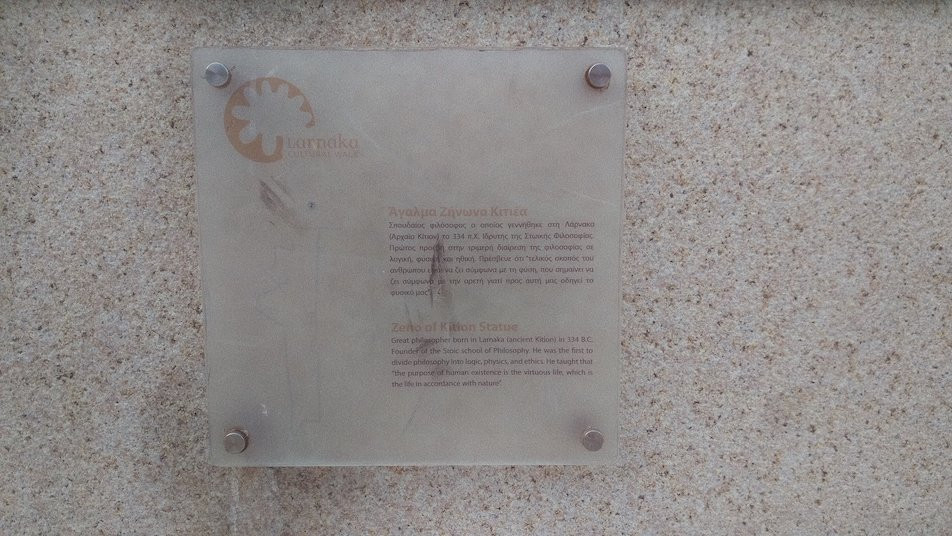 Larnaka
CULTURAL WALK
Άγαλμα Ζήνωνα Κιτιέα
Σπουδαίος φιλόσοφος ο οποίος γεννήθηκε στη Λάρνακα
(Αρχαίο Κίτιον) το 334 π.Χ. Ιδρυτής της Στωικής Φιλοσοφίας.
Πρώτος προέβη στην τριμερή διαίρεση της φιλοσοφίας σε
λογική, φυσική και ηθική. Πρέσβευε ότι "τελικός σκοπός του
ανθρώπου είναι να ζει σύμφωνα με τη φύση, που σημαίνει να
ζει σύμφωνα με την αρετή γιατί προς αυτή μας οδηγεί το
φυσικό μας".
Zeno of Kition Statue
Great philosopher born in Larnaka (ancient Kition) in 334 B.C.
Founder of the Stoic school of Philosophy. He was the first to
divide philosophy into logic, physics, and ethics. He taught that
"the purpose of human existence is the virtuous life, which is
the life in accordance with nature".